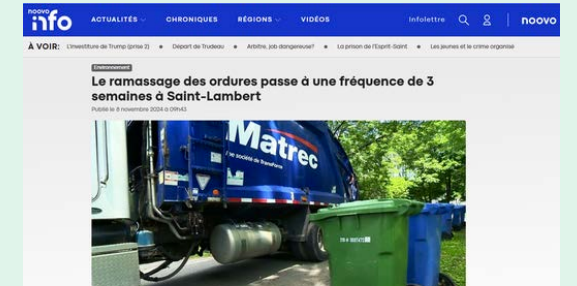 noovo
info
ACTUALITÉS
CHRONIQUES
RÉGIONS
VIDÉOS
Infolettre
noovo
À VOIR:
L'investiture de Trump (prise 2)
Départ de Trudeau
Arbitre, job dangereuse?
La prison de l'Esprit-Saint
Les jeunes et le crime organisé
Environnement
Le ramassage des ordures passe à une fréquence de 3
semaines à Saint-Lambert
Publié le 6 novembre 2024 à 09h43
Matrec
Une société de TransForce